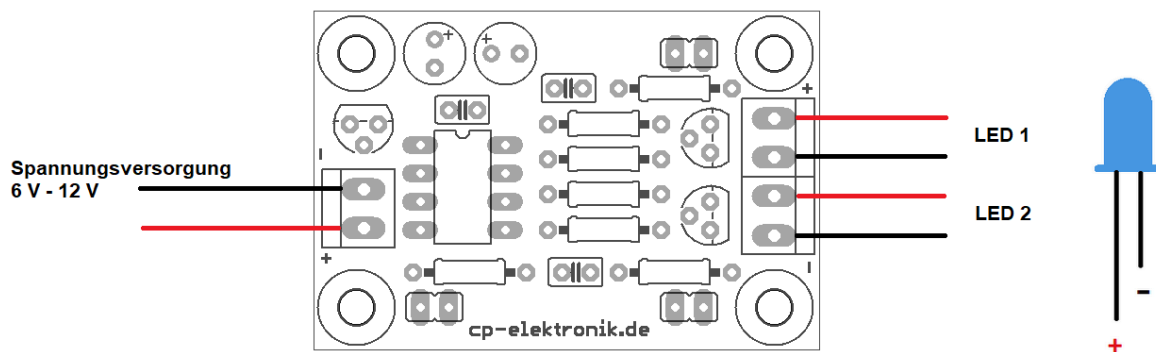 +
+
+
–
Spannungsversorgung
6 V - 12 V
+
LED 1
LED 2
–
cp-elektronik.de
-
+